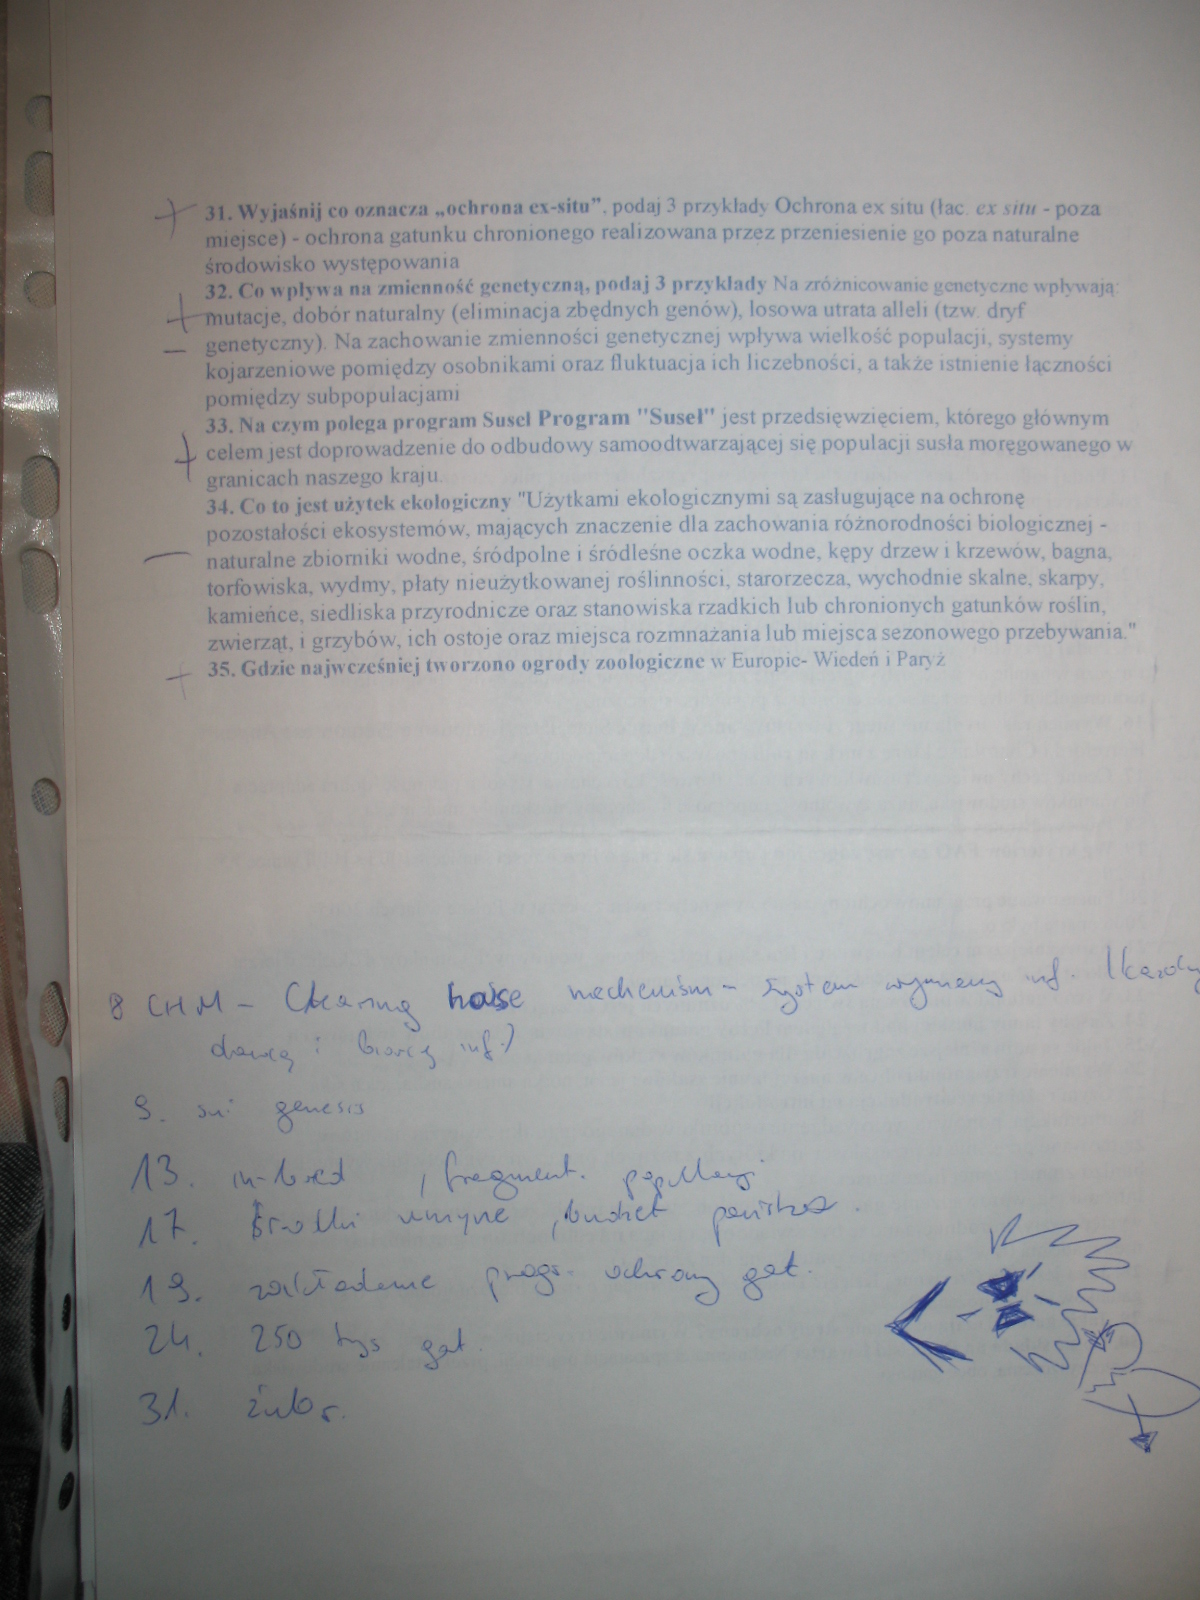 31. Wyjaśnij co oznacza „ochrona ex-situ”, podaj 3 przykłady Ochrona ex situ (łac. ex situ - poza
miejsce) - ochrona gatunku chronionego realizowana przez przeniesienie go poza naturalne
środowisko występowania
32. Co wpływa na zmienność genetyczną, podaj 3 przykłady Na zróżnicowanie genetyczne wpływają:
mutacje, dobór naturalny (eliminacja zbędnych genów), losowa utrata alleli (tzw. dryf
genetyczny). Na zachowanie zmienności genetycznej wpływa wielkość populacji, systemy
kojarzeniowe pomiędzy osobnikami oraz fluktuacja ich liczebności, a także istnienie łączności
pomiędzy subpopulacjami
33. Na czym polega program Suseł Program "Suseł" jest przedsięwzięciem, którego głównym
celem jest doprowadzenie do odbudowy samoodtwarzającej się populacji susła moręgowanego w
granicach naszego kraju.
34. Co to jest użytek ekologiczny "Użytkami ekologicznymi są zasługujące na ochronę
pozostałości ekosystemów, mających znaczenie dla zachowania różnorodności biologicznej -
naturalne zbiorniki wodne, śródpolne i śródleśne oczka wodne, kępy drzew i krzewów, bagna,
torfowiska, wydmy, płaty nieużytkowanej roślinności, starorzecza, wychodnie skalne, skarpy,
kamieńce, siedliska przyrodnicze oraz stanowiska rzadkich lub chronionych gatunków roślin,
zwierząt, i grzybów, ich ostoje oraz miejsca rozmnażania lub miejsca sezonowego przebywania."
35. Gdzie najwcześniej tworzono ogrody zoologiczne w Europie- Wiedeń i Paryż
8 CHM - Clearing house mechanism - system wymiany inf. (każdy
dawcą i biorcą inf.)
9. sui genesis
13. in-bred, fragment. populacji
17. środki unijne, budżet państwa.
19. zakładanie progr. ochrony gat.
24. 250 tys gat.
31. żubr.